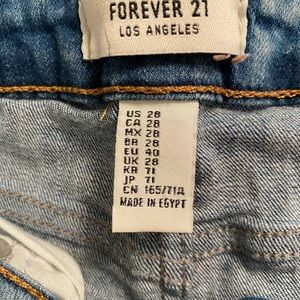 FOREVER 21
LOS ANGELES
US 28
CA 28
MX 28
BR 28
EU 40
UK 28
KR 71
JP 71
CN 165/71A
MADE IN EGYPT